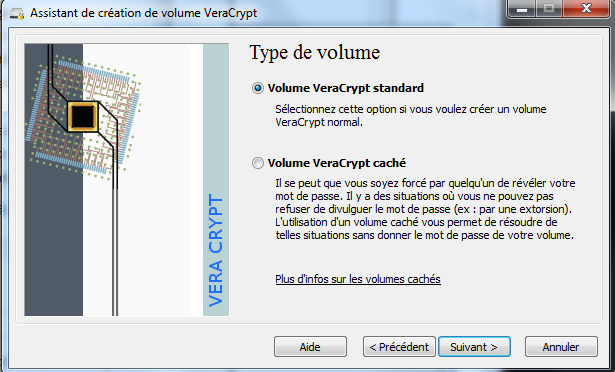 Assistant de création de volume VeraCrypt
Type de volume
Volume VeraCrypt standard
Sélectionnez cette option si vous voulez créer un volume
VeraCrypt normal.
Volume VeraCrypt caché
Il se peut que vous soyez forcé par quelqu'un de révéler votre
mot de passe. Il y a des situations où vous ne pouvez pas
refuser de divulguer le mot de passe (ex : par une extorsion).
L'utilisation d'un volume caché vous permet de résoudre de
telles situations sans donner le mot de passe de votre volume.
Plus d'infos sur les volumes cachés
VERA CRYPT
Aide
< Précédent
Suivant >
Annuler